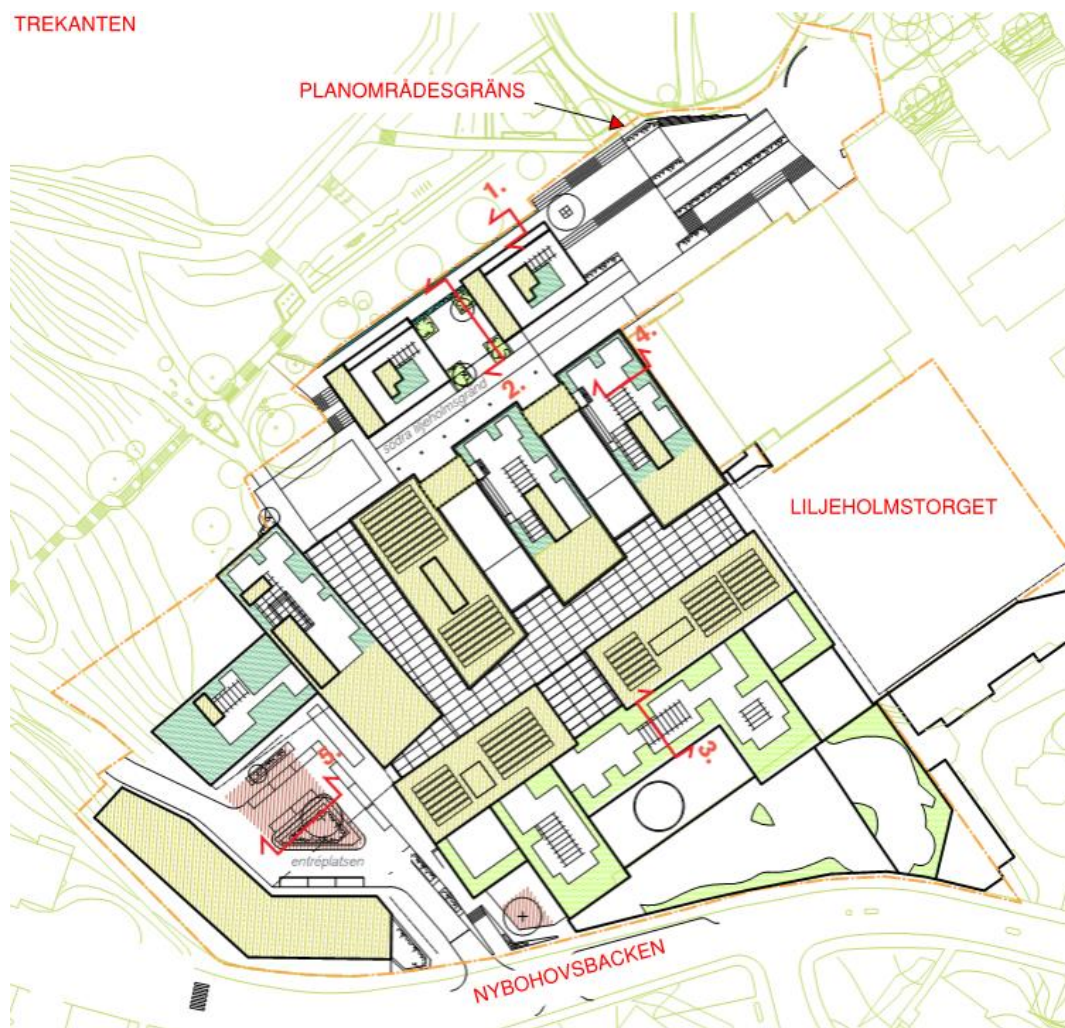 TREKANTEN
PLANOMRÅDESGRÄNS
1.
4.
2.
södra liljeholmsgränd
LILJEHOLMSTORGET
3.
5.
entréplatsen
NYBOHOVSBACKEN